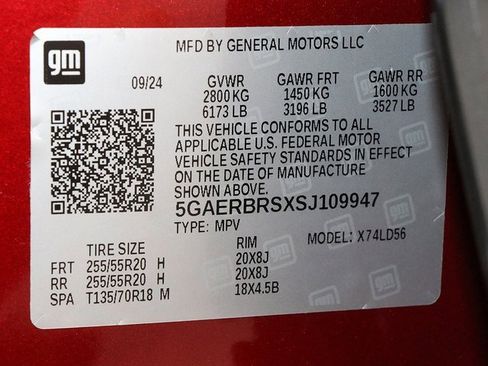 gm
MFD BY GENERAL MOTORS LLC
09/24 GVWR GAWR FRT GAWR RR
2800 KG 1450 KG 1600 KG
6173 LB 3196 LB 3527 LB
THIS VEHICLE CONFORMS TO ALL
APPLICABLE U.S. FEDERAL MOTOR
VEHICLE SAFETY STANDARDS IN EFFECT
ON THE DATE OF MANUFACTURE
SHOWN ABOVE.
5GAERBRSXSJ109947
TYPE: MPV MODEL: X74LD56
TIRE SIZE RIM
FRT 255/55R20 H 20X8J
RR 255/55R20 H 20X8J
SPA T135/70R18 M 18X4.5B